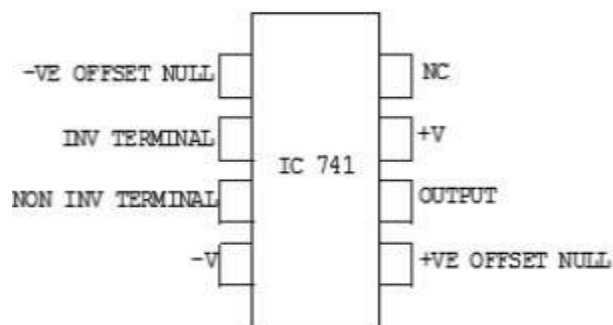 -VE OFFSET NULL
INV TERMINAL
NON INV TERMINAL
-V
IC 741
NC
+V
OUTPUT
+VE OFFSET NULL